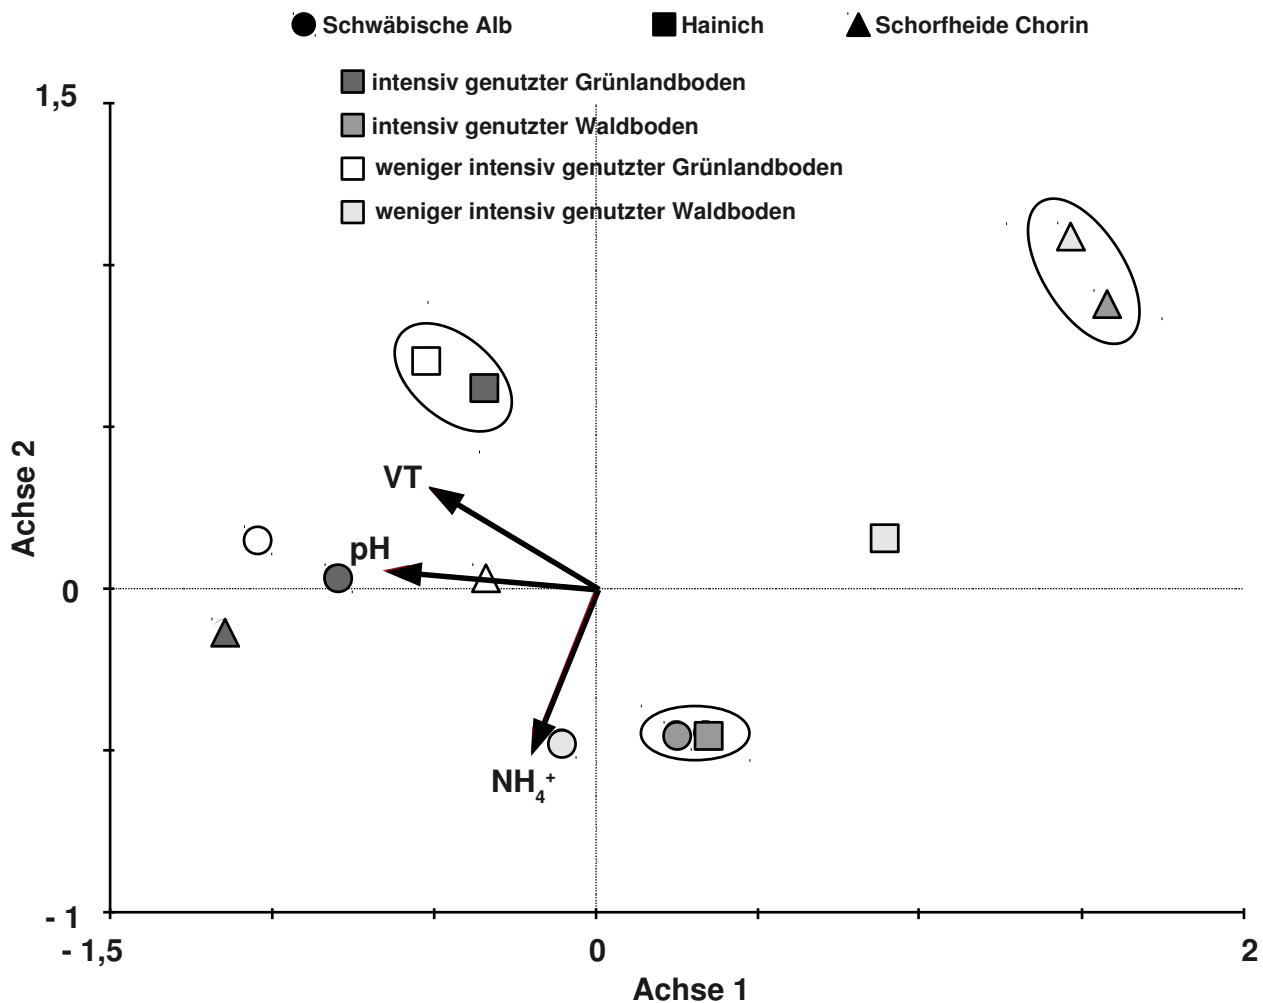 Schwäbische Alb Hainich Schorfheide Chorin
intensiv genutzter Grünlandboden
1,5
intensiv genutzter Waldboden
weniger intensiv genutzter Grünlandboden
weniger intensiv genutzter Waldboden
VT
Achse 2
pH
0
NH₄⁺
- 1
- 1,5 0 2
Achse 1